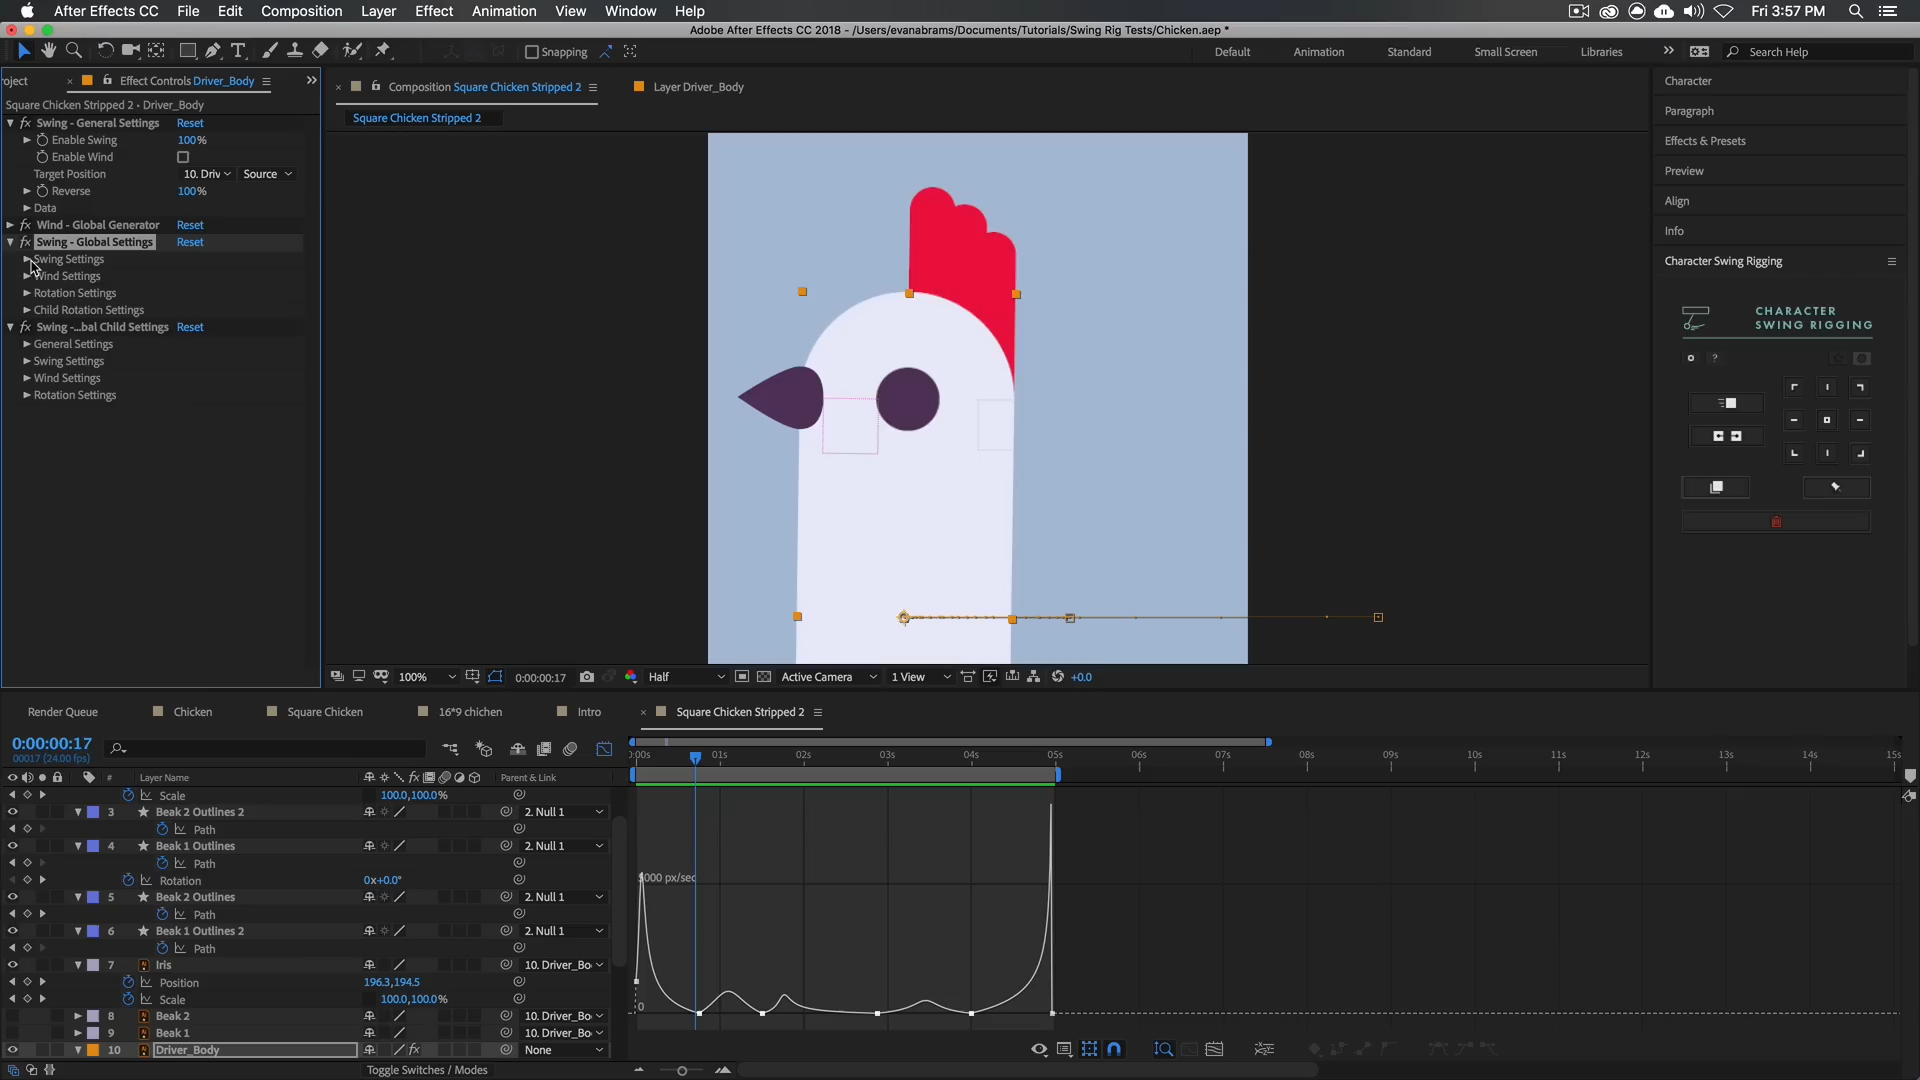 After Effects CC File Edit Composition Layer Effect Animation View Window Help Fri 3:57 PM
Adobe After Effects CC 2018 - /Users/evanabrams/Documents/Tutorials/Swing Rig Tests/Chicken.aep *
Snapping Default Animation Standard Small Screen Libraries Search Help
roject Effect Controls Driver_Body
Composition Square Chicken Stripped 2 Layer Driver_Body
Square Chicken Stripped 2 • Driver_Body
Square Chicken Stripped 2
fx Swing - General Settings Reset
Enable Swing 100%
Enable Wind
Target Position 10. Driv Source
Reverse 100%
Data
fx Wind - Global Generator Reset
fx Swing - Global Settings Reset
Swing Settings
Wind Settings
Rotation Settings
Child Rotation Settings
fx Swing -...bal Child Settings Reset
General Settings
Swing Settings
Wind Settings
Rotation Settings
Character
Paragraph
Effects & Presets
Preview
Align
Info
Character Swing Rigging
CHARACTER
SWING RIGGING
?
100% 0:00:00:17 Half Active Camera 1 View +0.0
Render Queue Chicken Square Chicken 16*9 chichen Intro Square Chicken Stripped 2
0:00:00:17
00017 (24.00 fps)
:00s 01s 02s 03s 04s 05s 06s 07s 08s 09s 10s 11s 12s 13s 14s 15s
# Layer Name fx Parent & Link
Scale 100.0,100.0%
3 Beak 2 Outlines 2 2. Null 1
Path
4 Beak 1 Outlines 2. Null 1
Path
Rotation 0x+0.0°
5 Beak 2 Outlines 2. Null 1
Path
6 Beak 1 Outlines 2 2. Null 1
Path
7 Iris 10. Driver_Bo
Position 196.3,194.5
Scale 100.0,100.0%
8 Beak 2 10. Driver_Bo
9 Beak 1 10. Driver_Bo
10 Driver_Body fx None
Toggle Switches / Modes
000 px/sec
0